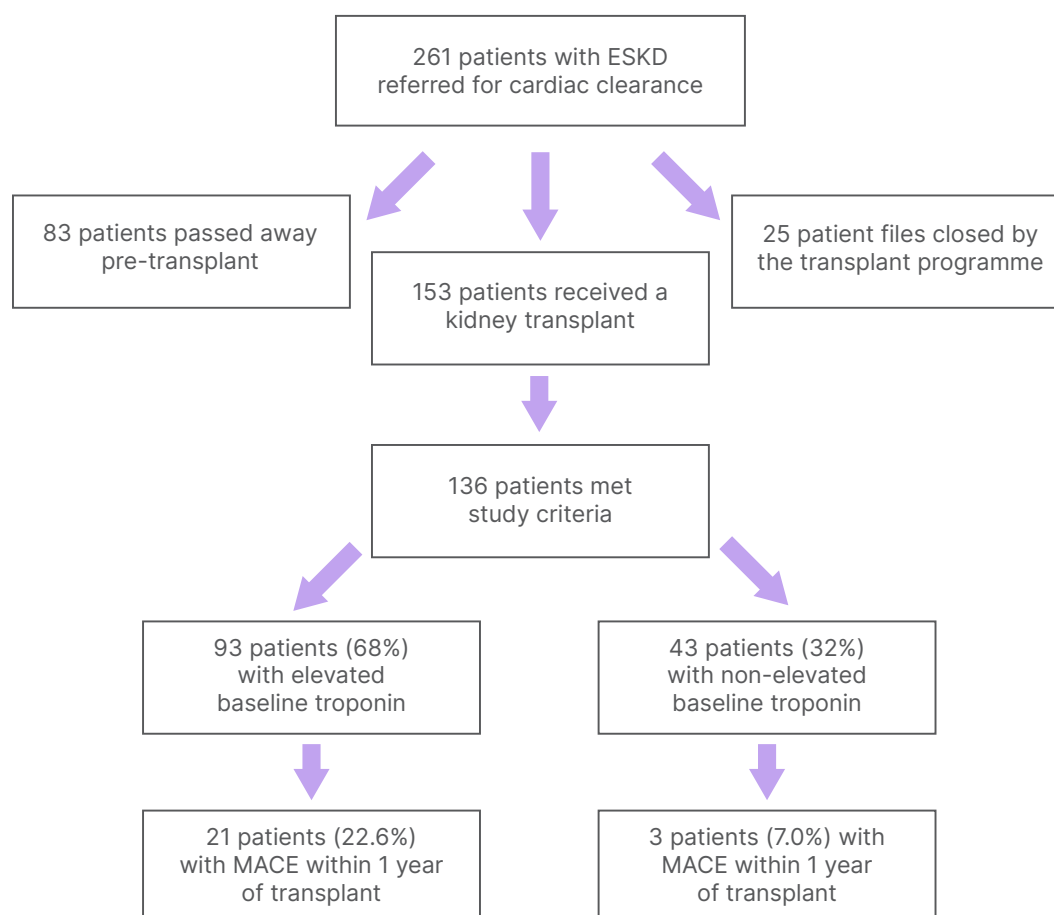 261 patients with ESKD
referred for cardiac clearance
83 patients passed away
pre-transplant
153 patients received a
kidney transplant
25 patient files closed by
the transplant programme
136 patients met
study criteria
93 patients (68%)
with elevated
baseline troponin
43 patients (32%)
with non-elevated
baseline troponin
21 patients (22.6%)
with MACE within 1 year
of transplant
3 patients (7.0%) with
MACE within 1 year
of transplant